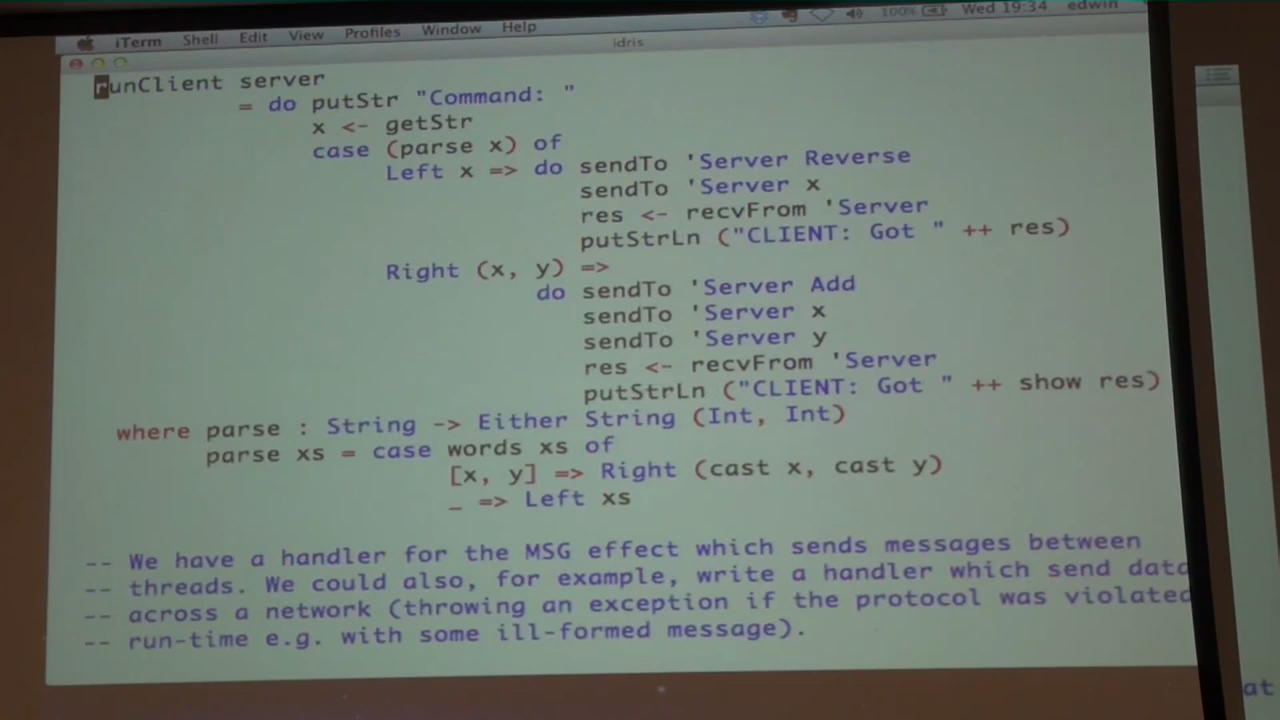 iTerm Shell Edit View Profiles Window Help 100% Wed 19:34 edwin
idris
runClient server
= do putStr "Command: "
x <- getStr
case (parse x) of
Left x => do sendTo 'Server Reverse
sendTo 'Server x
res <- recvFrom 'Server
putStrLn ("CLIENT: Got " ++ res)
Right (x, y) =>
do sendTo 'Server Add
sendTo 'Server x
sendTo 'Server y
res <- recvFrom 'Server
putStrLn ("CLIENT: Got " ++ show res)
where parse : String -> Either String (Int, Int)
parse xs = case words xs of
[x, y] => Right (cast x, cast y)
_ => Left xs
-- We have a handler for the MSG effect which sends messages between
-- threads. We could also, for example, write a handler which send data
-- across a network (throwing an exception if the protocol was violated
-- run-time e.g. with some ill-formed message).
at